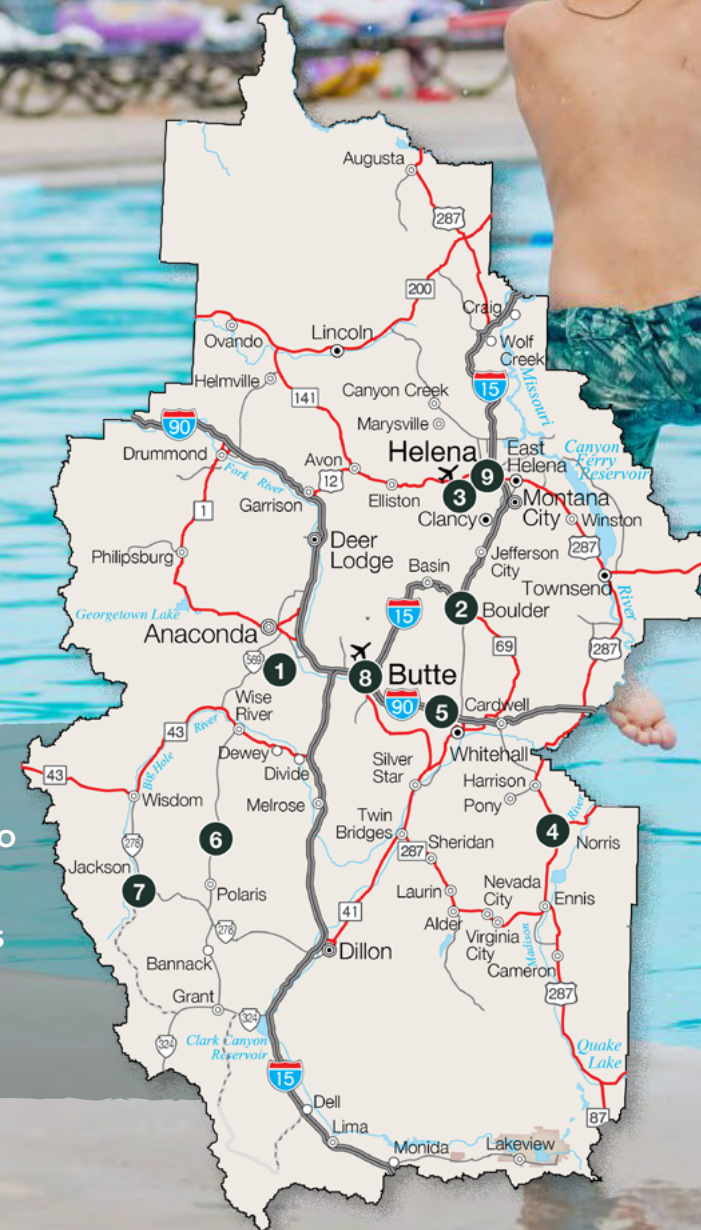 Augusta
287
200
Craig
Ovando
Lincoln
Wolf
Creek
Helmville
15
Missouri
141
Canyon Creek
90
Marysville
Drummond
Helena
East
Helena
Canyon
Ferry
Reservoir
Avon
9
Fork River
12
3
Elliston
Montana
City
Garrison
1
Clancy
Winston
287
Deer
Lodge
Philipsburg
Basin
Jefferson
City
Townsend
River
15
2
Boulder
Georgetown Lake
Anaconda
69
287
569
1
8
Butte
90
5
Cardwell
Wise
River
43
River
Big Hole
Dewey
Divide
Silver
Star
Whitehall
43
Harrison
Wisdom
Melrose
Pony
River
Twin
Bridges
4
o
6
Norris
278
287
Sheridan
Jackson
7
Polaris
Laurin
Nevada
City
Ennis
41
Alder
278
s
Virginia
City
Madison
Dillon
Bannack
Cameron
Grant
287
324
324
Clark Canyon
Reservoir
Quake
Lake
15
Dell
87
Lima
Monida
Lakeview